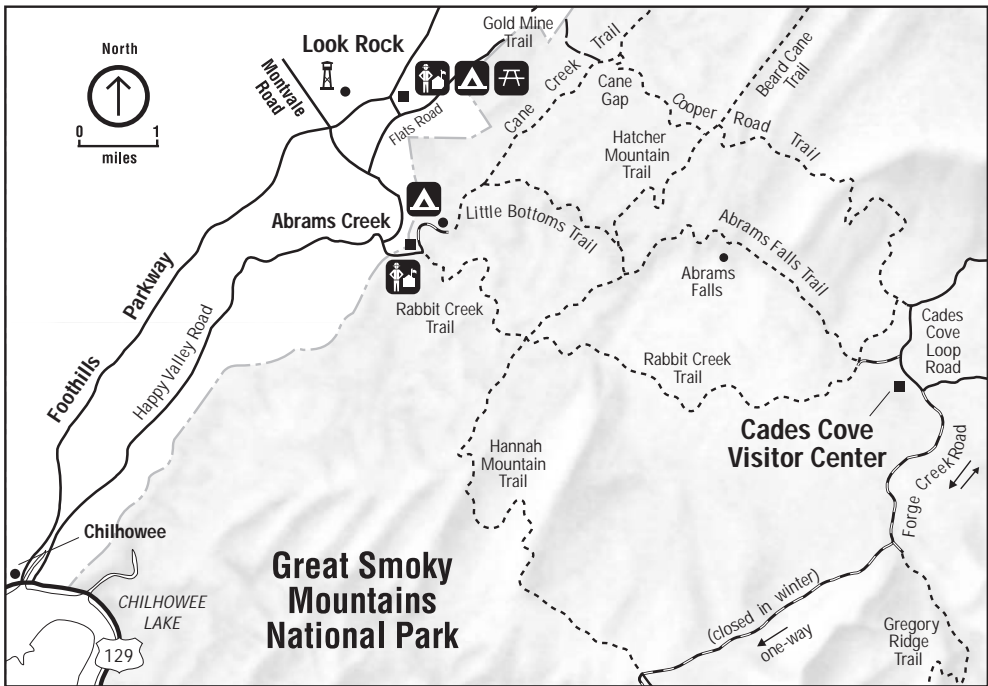 Gold Mine
Trail
North
Look Rock
Montvale
Road
0 1
miles
Flats Road
Cane Creek Trail
Cane
Gap
Beard Cane
Trail
Cooper Road Trail
Hatcher
Mountain
Trail
Abrams Creek
Little Bottoms Trail
Abrams Falls Trail
Abrams
Falls
Rabbit Creek
Trail
Foothills Parkway
Happy Valley Road
Cades
Cove
Loop
Road
Rabbit Creek
Trail
Cades Cove
Visitor Center
Hannah
Mountain
Trail
Forge Creek Road
Chilhowee
Great Smoky
Mountains
National Park
CHILHOWEE
LAKE
129
(closed in winter)
one-way
Gregory
Ridge
Trail